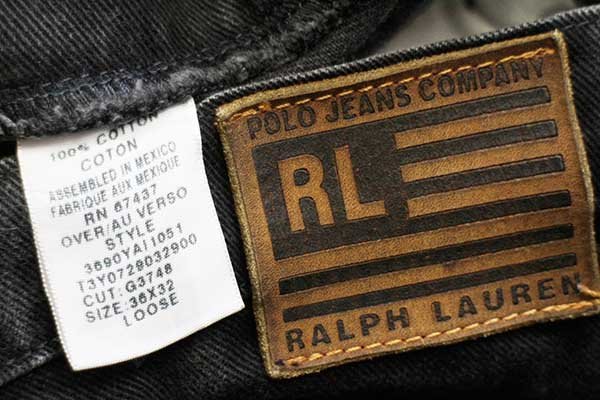 100% COTTON
COTON
ASSEMBLED IN MEXICO
FABRIQUE AUX MEXIQUE
RN 67437
OVER/AU VERSO
STYLE
3690YAI1051
T3Y0729032900
CUT: G3748
SIZE: 36X32
LOOSE
POLO JEANS COMPANY
RL
RALPH LAUREN